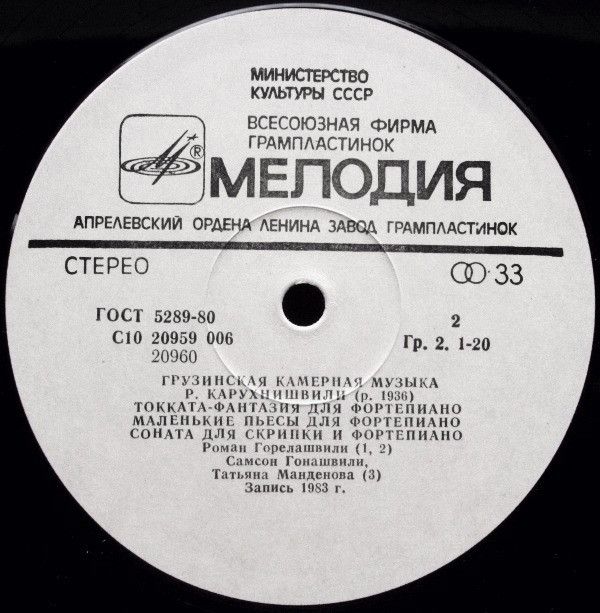 МИНИСТЕРСТВО
КУЛЬТУРЫ СССР
ВСЕСОЮЗНАЯ ФИРМА
ГРАМПЛАСТИНОК
®
МЕЛОДИЯ
АПРЕЛЕВСКИЙ ОРДЕНА ЛЕНИНА ЗАВОД ГРАМПЛАСТИНОК
СТЕРЕО
33
ГОСТ 5289-80
2
С10 20959 006
Гр. 2. 1-20
20960
ГРУЗИНСКАЯ КАМЕРНАЯ МУЗЫКА
Р. КАРУХНИШВИЛИ (р. 1936)
ТОККАТА-ФАНТАЗИЯ ДЛЯ ФОРТЕПИАНО
МАЛЕНЬКИЕ ПЬЕСЫ ДЛЯ ФОРТЕПИАНО
СОНАТА ДЛЯ СКРИПКИ И ФОРТЕПИАНО
Роман Горелашвили (1, 2)
Самсон Гонашвили,
Татьяна Манденова (3)
Запись 1983 г.